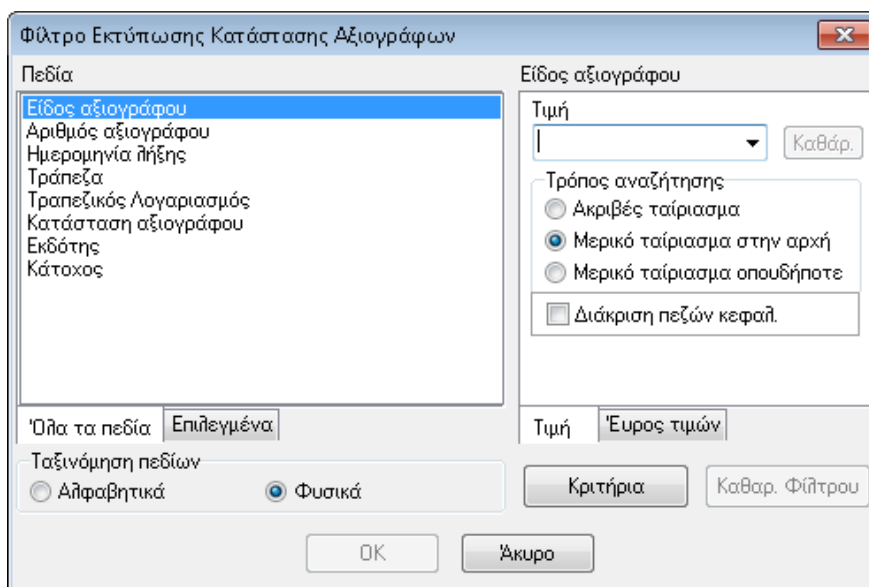 Φίλτρο Εκτύπωσης Κατάστασης Αξιογράφων
Πεδία
Είδος αξιογράφου
Αριθμός αξιογράφου
Ημερομηνία λήξης
Τράπεζα
Τραπεζικός Λογαριασμός
Κατάσταση αξιογράφου
Εκδότης
Κάτοχος
Όλα τα πεδία
Επιλεγμένα
Ταξινόμηση πεδίων
Αλφαβητικά
Φυσικά
Είδος αξιογράφου
Τιμή
Καθάρ.
Τρόπος αναζήτησης
Ακριβές ταίριασμα
Μερικό ταίριασμα στην αρχή
Μερικό ταίριασμα οπουδήποτε
Διάκριση πεζών κεφαλ.
Τιμή
Έυρος τιμών
Κριτήρια
Καθαρ. Φίλτρου
OK
Άκυρο